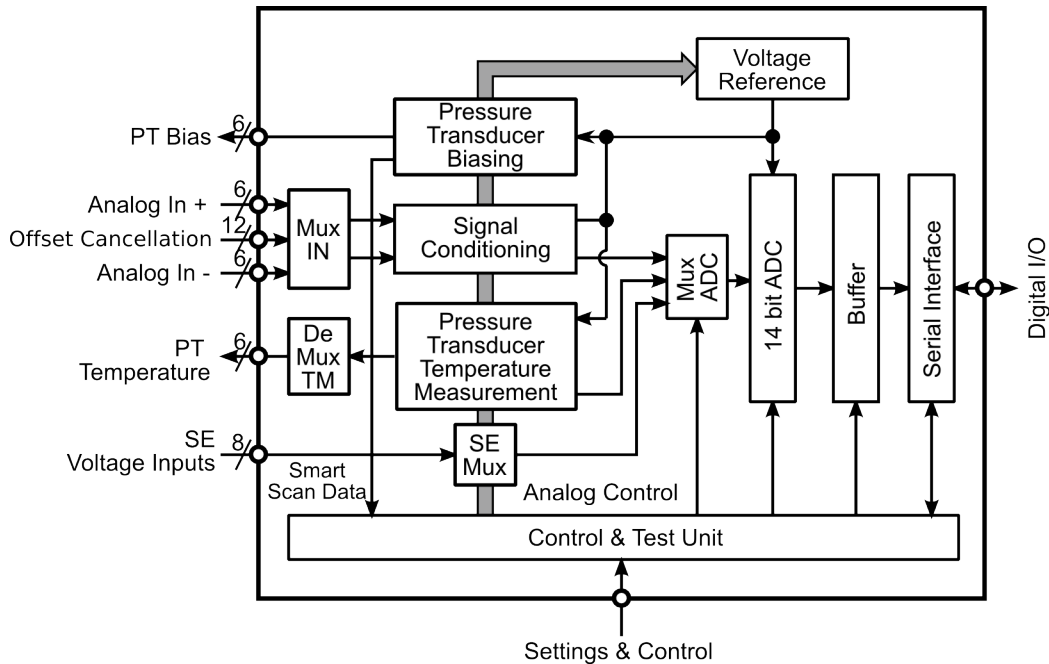 Voltage
Reference
Pressure
Transducer
Biasing
6
PT Bias
6
Analog In +
12
Offset Cancellation
6
Analog In -
Mux
IN
Signal
Conditioning
Mux
ADC
14 bit ADC
Buffer
Serial Interface
Digital I/O
Pressure
Transducer
Temperature
Measurement
De
Mux
TM
6
PT
Temperature
SE
Voltage Inputs
8
SE
Mux
Smart
Scan Data
Analog Control
Control & Test Unit
Settings & Control